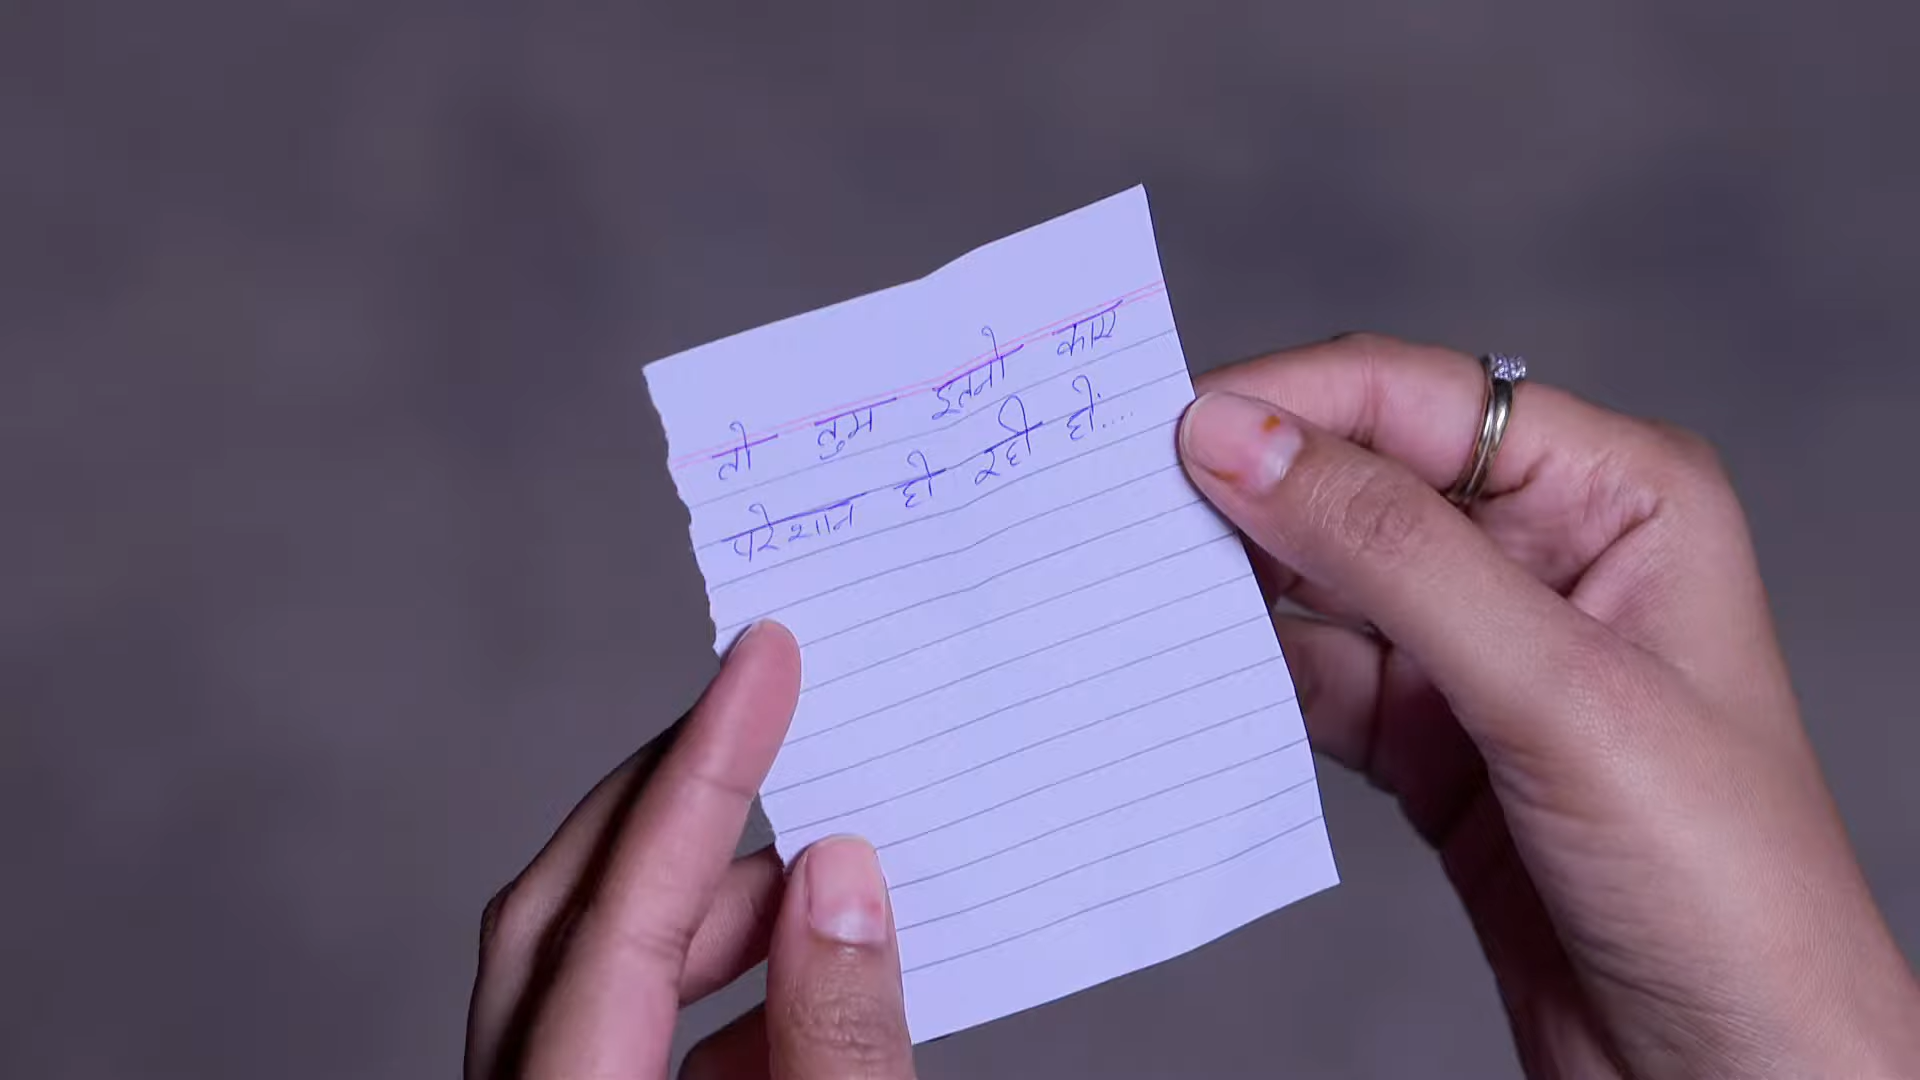 तो तुम इतनो काए
परेशान हो रही हो....